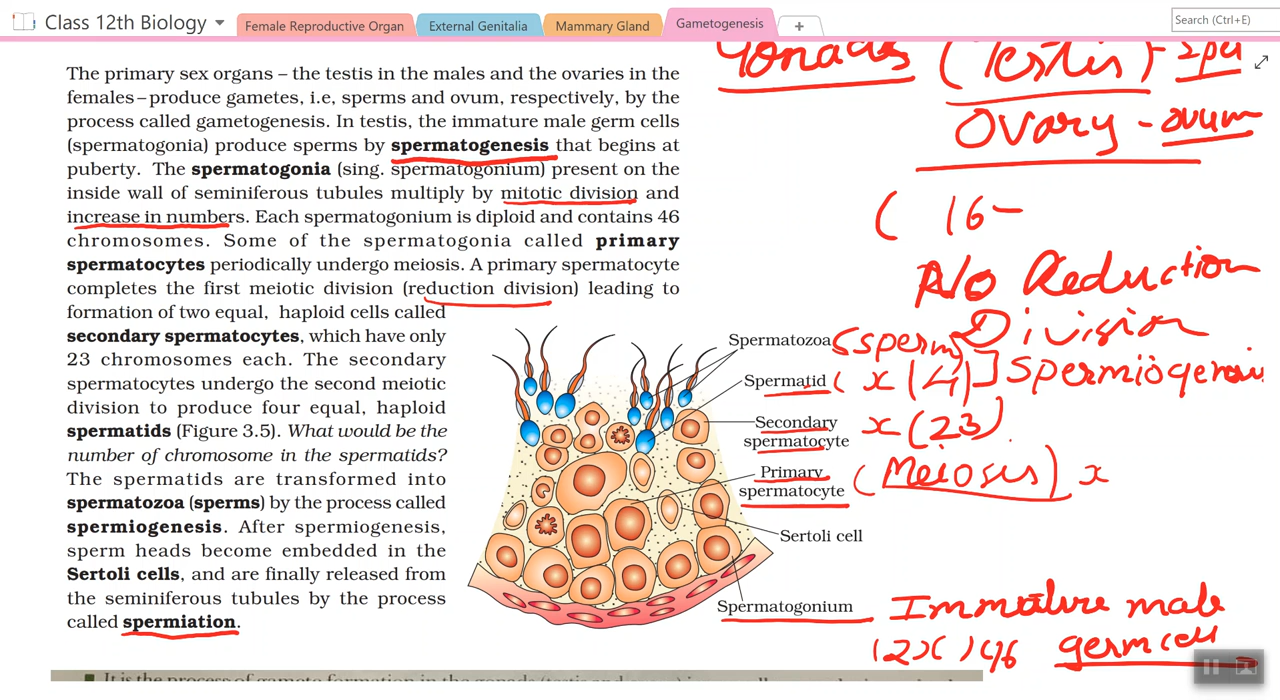 Class 12th Biology
Female Reproductive Organ
External Genitalia
Mammary Gland
Gametogenesis
Search (Ctrl+E)
The primary sex organs – the testis in the males and the ovaries in the
females – produce gametes, i.e, sperms and ovum, respectively, by the
process called gametogenesis. In testis, the immature male germ cells
(spermatogonia) produce sperms by spermatogenesis that begins at
puberty. The spermatogonia (sing. spermatogonium) present on the
inside wall of seminiferous tubules multiply by mitotic division and
increase in numbers. Each spermatogonium is diploid and contains 46
chromosomes. Some of the spermatogonia called primary
spermatocytes periodically undergo meiosis. A primary spermatocyte
completes the first meiotic division (reduction division) leading to
formation of two equal, haploid cells called
secondary spermatocytes, which have only
23 chromosomes each. The secondary
spermatocytes undergo the second meiotic
division to produce four equal, haploid
spermatids (Figure 3.5). What would be the
number of chromosome in the spermatids?
The spermatids are transformed into
spermatozoa (sperms) by the process called
spermiogenesis. After spermiogenesis,
sperm heads become embedded in the
Sertoli cells, and are finally released from
the seminiferous tubules by the process
called spermiation.
Gonads (Testis)
Ovary - ovum
( 16 –
No Reduction
Division
Spermatozoa (sperm)
Spermatid ( x (4)] Spermiogenesis
Secondary
spermatocyte
x (23)
Primary
spermatocyte
(Meiosis) x
Sertoli cell
Spermatogonium
Immature male
germ cell
(2x) 46